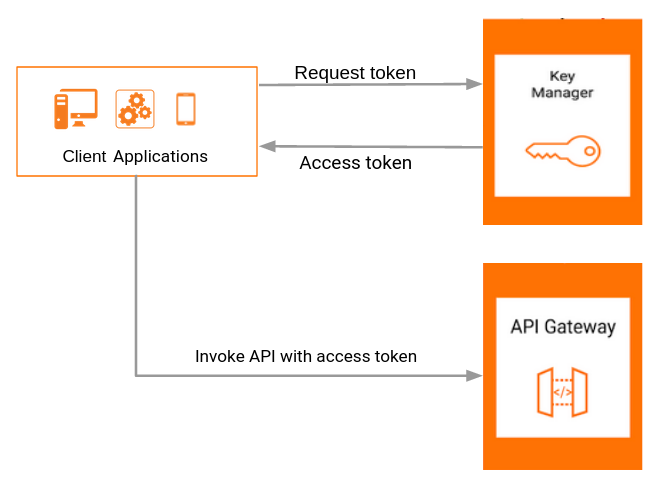 Request token
Key
Manager
Client Applications
Access token
API Gateway
</>
Invoke API with access token